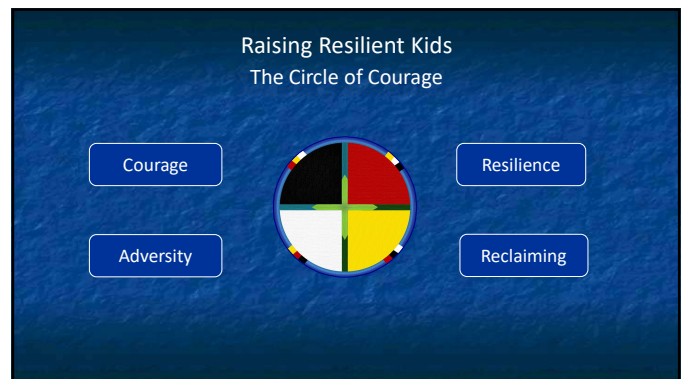 Raising Resilient Kids
The Circle of Courage
Courage
Resilience
Adversity
Reclaiming